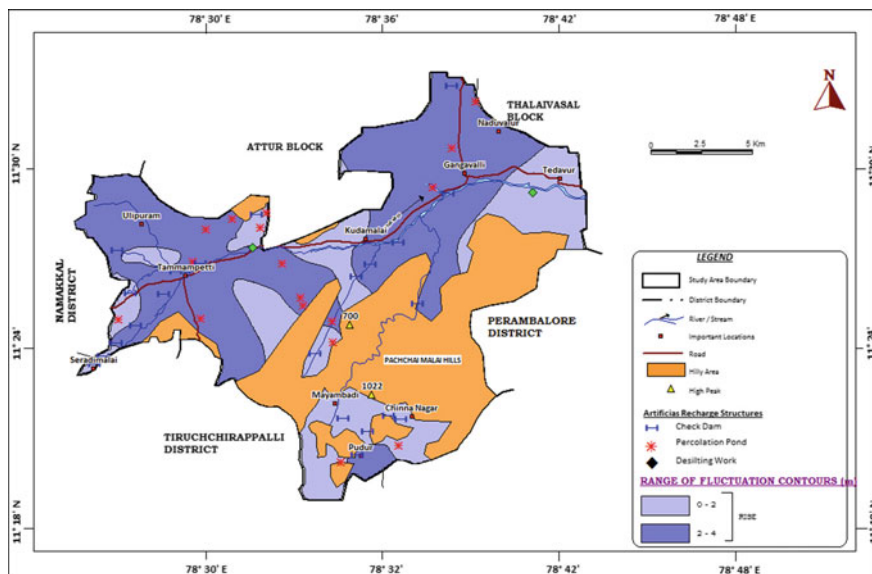 78° 30' E
78° 36' E
78° 42' E
78° 48' E
N
THALAIVASAL
BLOCK
Naduvalur
ATTUR BLOCK
0
2.5
5 Km
11° 30' N
Gangavalli
Tedavur
Ulipuram
Kudamalai
Tammampetti
NAMAKKAL
DISTRICT
LEGEND
Study Area Boundary
District Boundary
River / Stream
Important Locations
Road
Hilly Area
High Peak
700
PERAMBALORE
DISTRICT
11° 24' N
Seradimalai
PACHCHAI MALAI HILLS
1022
Mayambadi
Chinna Nagar
Artificias Recharge Structures
Check Dam
Percolation Pond
Desilting Work
TIRUCHCHIRAPPALLI
DISTRICT
Pudur
RANGE OF FLUCTUATION CONTOURS (m)
0 - 2
2 - 4
RISE
11° 18' N
78° 30' E
78° 32' E
78° 42' E
78° 48' E